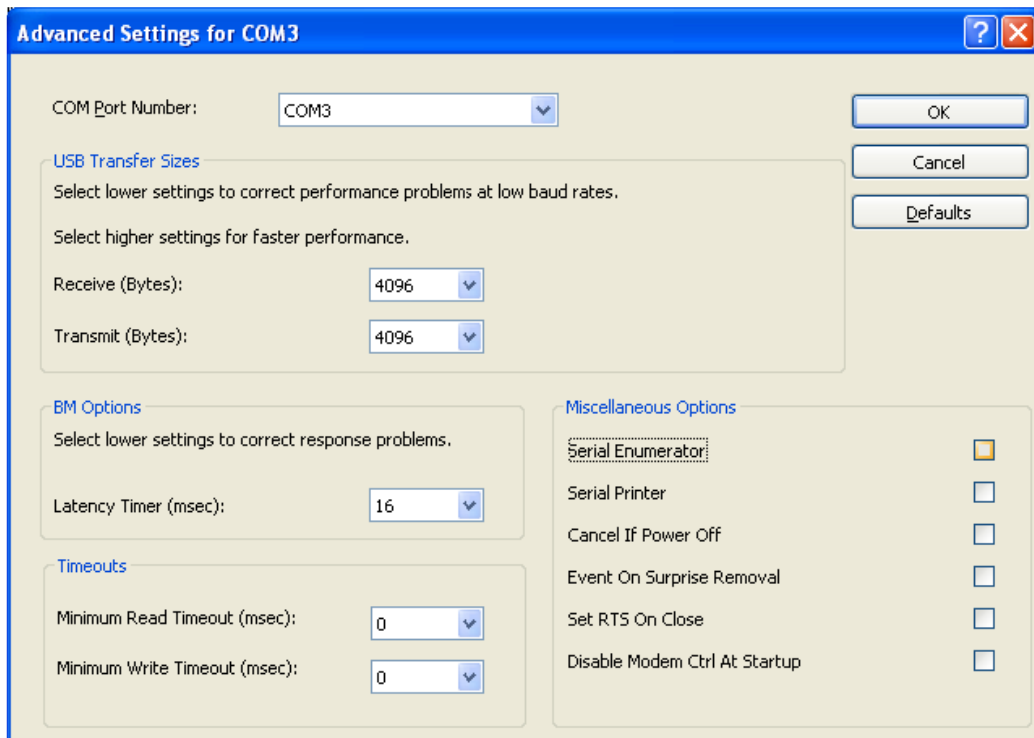 Advanced Settings for COM3
COM Port Number:
COM3
OK
Cancel
Defaults
USB Transfer Sizes
Select lower settings to correct performance problems at low baud rates.
Select higher settings for faster performance.
Receive (Bytes):
4096
Transmit (Bytes):
4096
BM Options
Select lower settings to correct response problems.
Latency Timer (msec):
16
Timeouts
Minimum Read Timeout (msec):
0
Minimum Write Timeout (msec):
0
Miscellaneous Options
Serial Enumerator
Serial Printer
Cancel If Power Off
Event On Surprise Removal
Set RTS On Close
Disable Modem Ctrl At Startup